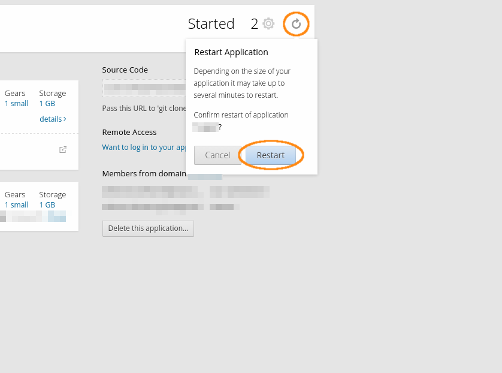 Started 2
Restart Application
Depending on the size of your
application it may take up to
several minutes to restart.
Confirm restart of application
?
Cancel Restart
Gears Storage
1 small 1 GB
details ›
Gears Storage
1 small 1 GB
Source Code
Pass this URL to 'git clone
Remote Access
Want to log in to your app
Members from domain
Delete this application...